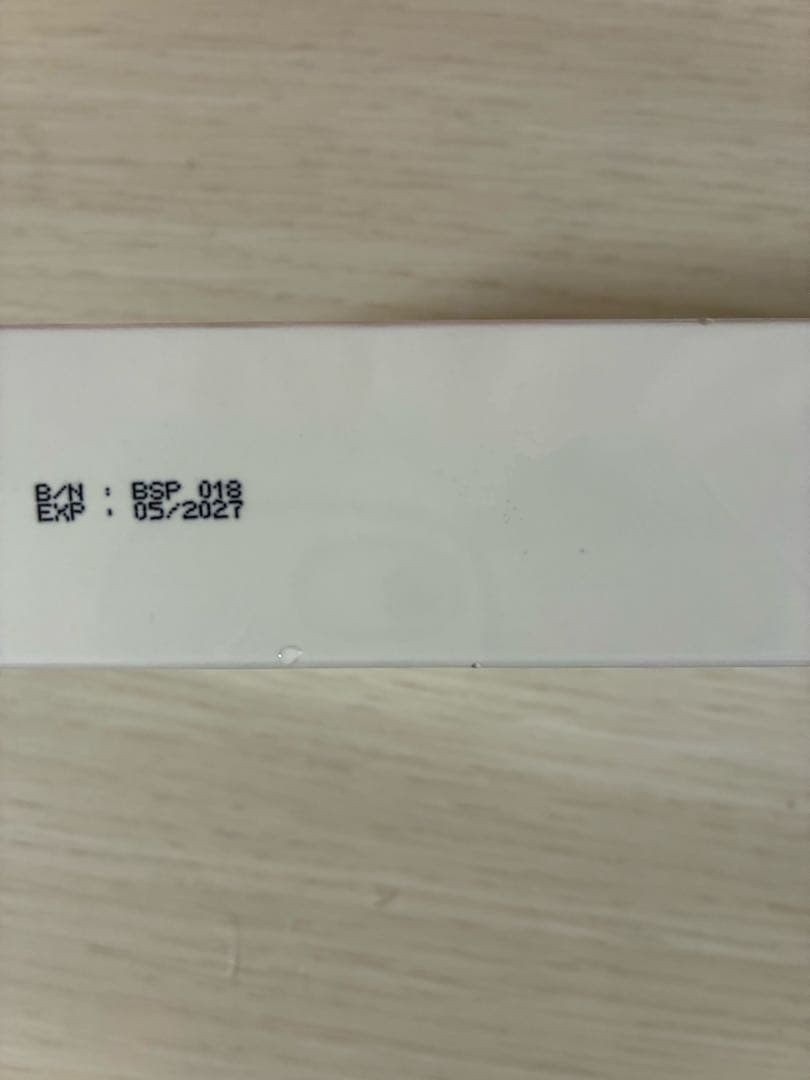 B/N : BSP 018
EXP : 05/2027